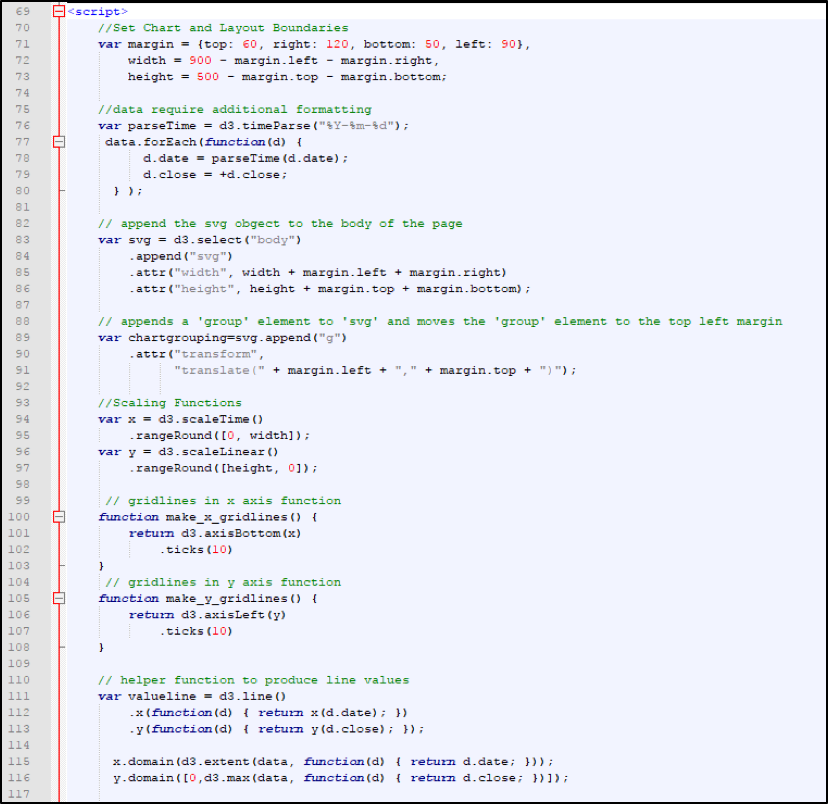 69 <script>
70 //Set Chart and Layout Boundaries
71 var margin = {top: 60, right: 120, bottom: 50, left: 90},
72 width = 900 - margin.left - margin.right,
73 height = 500 - margin.top - margin.bottom;
74
75 //data require additional formatting
76 var parseTime = d3.timeParse("%Y-%m-%d");
77 data.forEach(function(d) {
78 d.date = parseTime(d.date);
79 d.close = +d.close;
80 } );
81
82 // append the svg obgect to the body of the page
83 var svg = d3.select("body")
84 .append("svg")
85 .attr("width", width + margin.left + margin.right)
86 .attr("height", height + margin.top + margin.bottom);
87
88 // appends a 'group' element to 'svg' and moves the 'group' element to the top left margin
89 var chartgrouping=svg.append("g")
90 .attr("transform",
91 "translate(" + margin.left + "," + margin.top + ")");
92
93 //Scaling Functions
94 var x = d3.scaleTime()
95 .rangeRound([0, width]);
96 var y = d3.scaleLinear()
97 .rangeRound([height, 0]);
98
99 // gridlines in x axis function
100 function make_x_gridlines() {
101 return d3.axisBottom(x)
102 .ticks(10)
103 }
104 // gridlines in y axis function
105 function make_y_gridlines() {
106 return d3.axisLeft(y)
107 .ticks(10)
108 }
109
110 // helper function to produce line values
111 var valueline = d3.line()
112 .x(function(d) { return x(d.date); })
113 .y(function(d) { return y(d.close); });
114
115 x.domain(d3.extent(data, function(d) { return d.date; }));
116 y.domain([0,d3.max(data, function(d) { return d.close; })]);
117